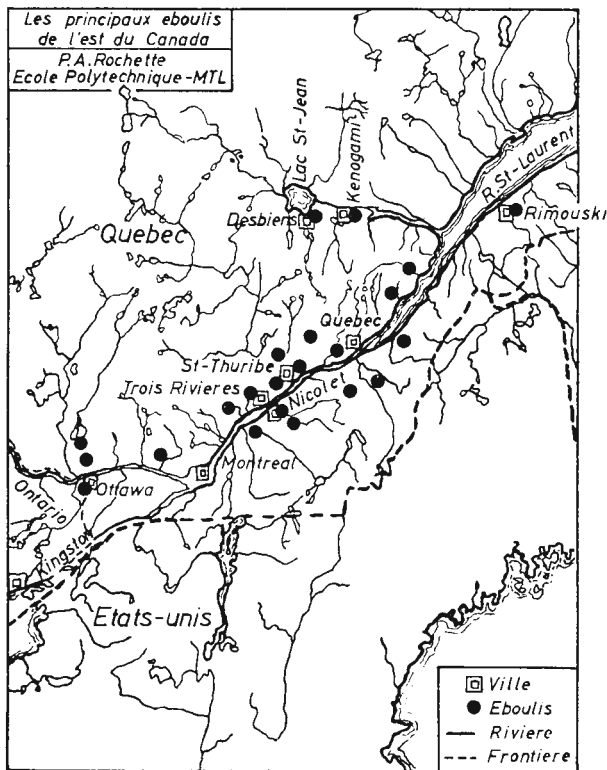 Les principaux eboulis
de l'est du Canada
P.A. Rochette
Ecole Polytechnique -MTL
Lac St-Jean
Kenogami
R. St-Laurent
Desbiens
Rimouski
Quebec
Quebec
St-Thuribe
Trois Rivieres
Nicolet
Montreal
Ottawa
Ontario
Kingston
Etats-unis
Ville
Eboulis
Riviere
Frontiere